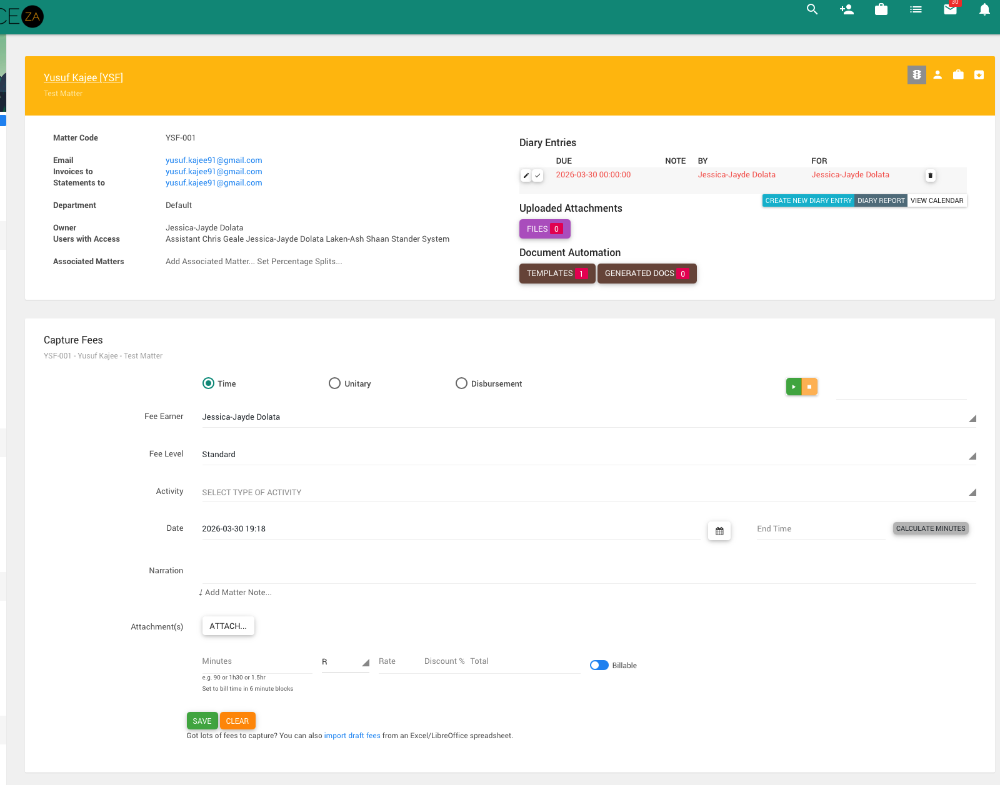 CE ZA
30
Yusuf Kajee [YSF]
Test Matter
Matter Code YSF-001
Email yusuf.kajee91@gmail.com
Invoices to yusuf.kajee91@gmail.com
Statements to yusuf.kajee91@gmail.com
Department Default
Owner Jessica-Jayde Dolata
Users with Access Assistant Chris Geale Jessica-Jayde Dolata Laken-Ash Shaan Stander System
Associated Matters Add Associated Matter... Set Percentage Splits...
Diary Entries
DUE NOTE BY FOR
2026-03-30 00:00:00 Jessica-Jayde Dolata Jessica-Jayde Dolata
CREATE NEW DIARY ENTRY DIARY REPORT VIEW CALENDAR
Uploaded Attachments
FILES 0
Document Automation
TEMPLATES 1 GENERATED DOCS 0
Capture Fees
YSF-001 - Yusuf Kajee - Test Matter
Time Unitary Disbursement
Fee Earner Jessica-Jayde Dolata
Fee Level Standard
Activity SELECT TYPE OF ACTIVITY
Date 2026-03-30 19:18 End Time CALCULATE MINUTES
Narration
Add Matter Note...
Attachment(s) ATTACH...
Minutes R Rate Discount % Total Billable
e.g. 90 or 1h30 or 1.5hr
Set to bill time in 6 minute blocks
SAVE CLEAR
Got lots of fees to capture? You can also import draft fees from an Excel/LibreOffice spreadsheet.